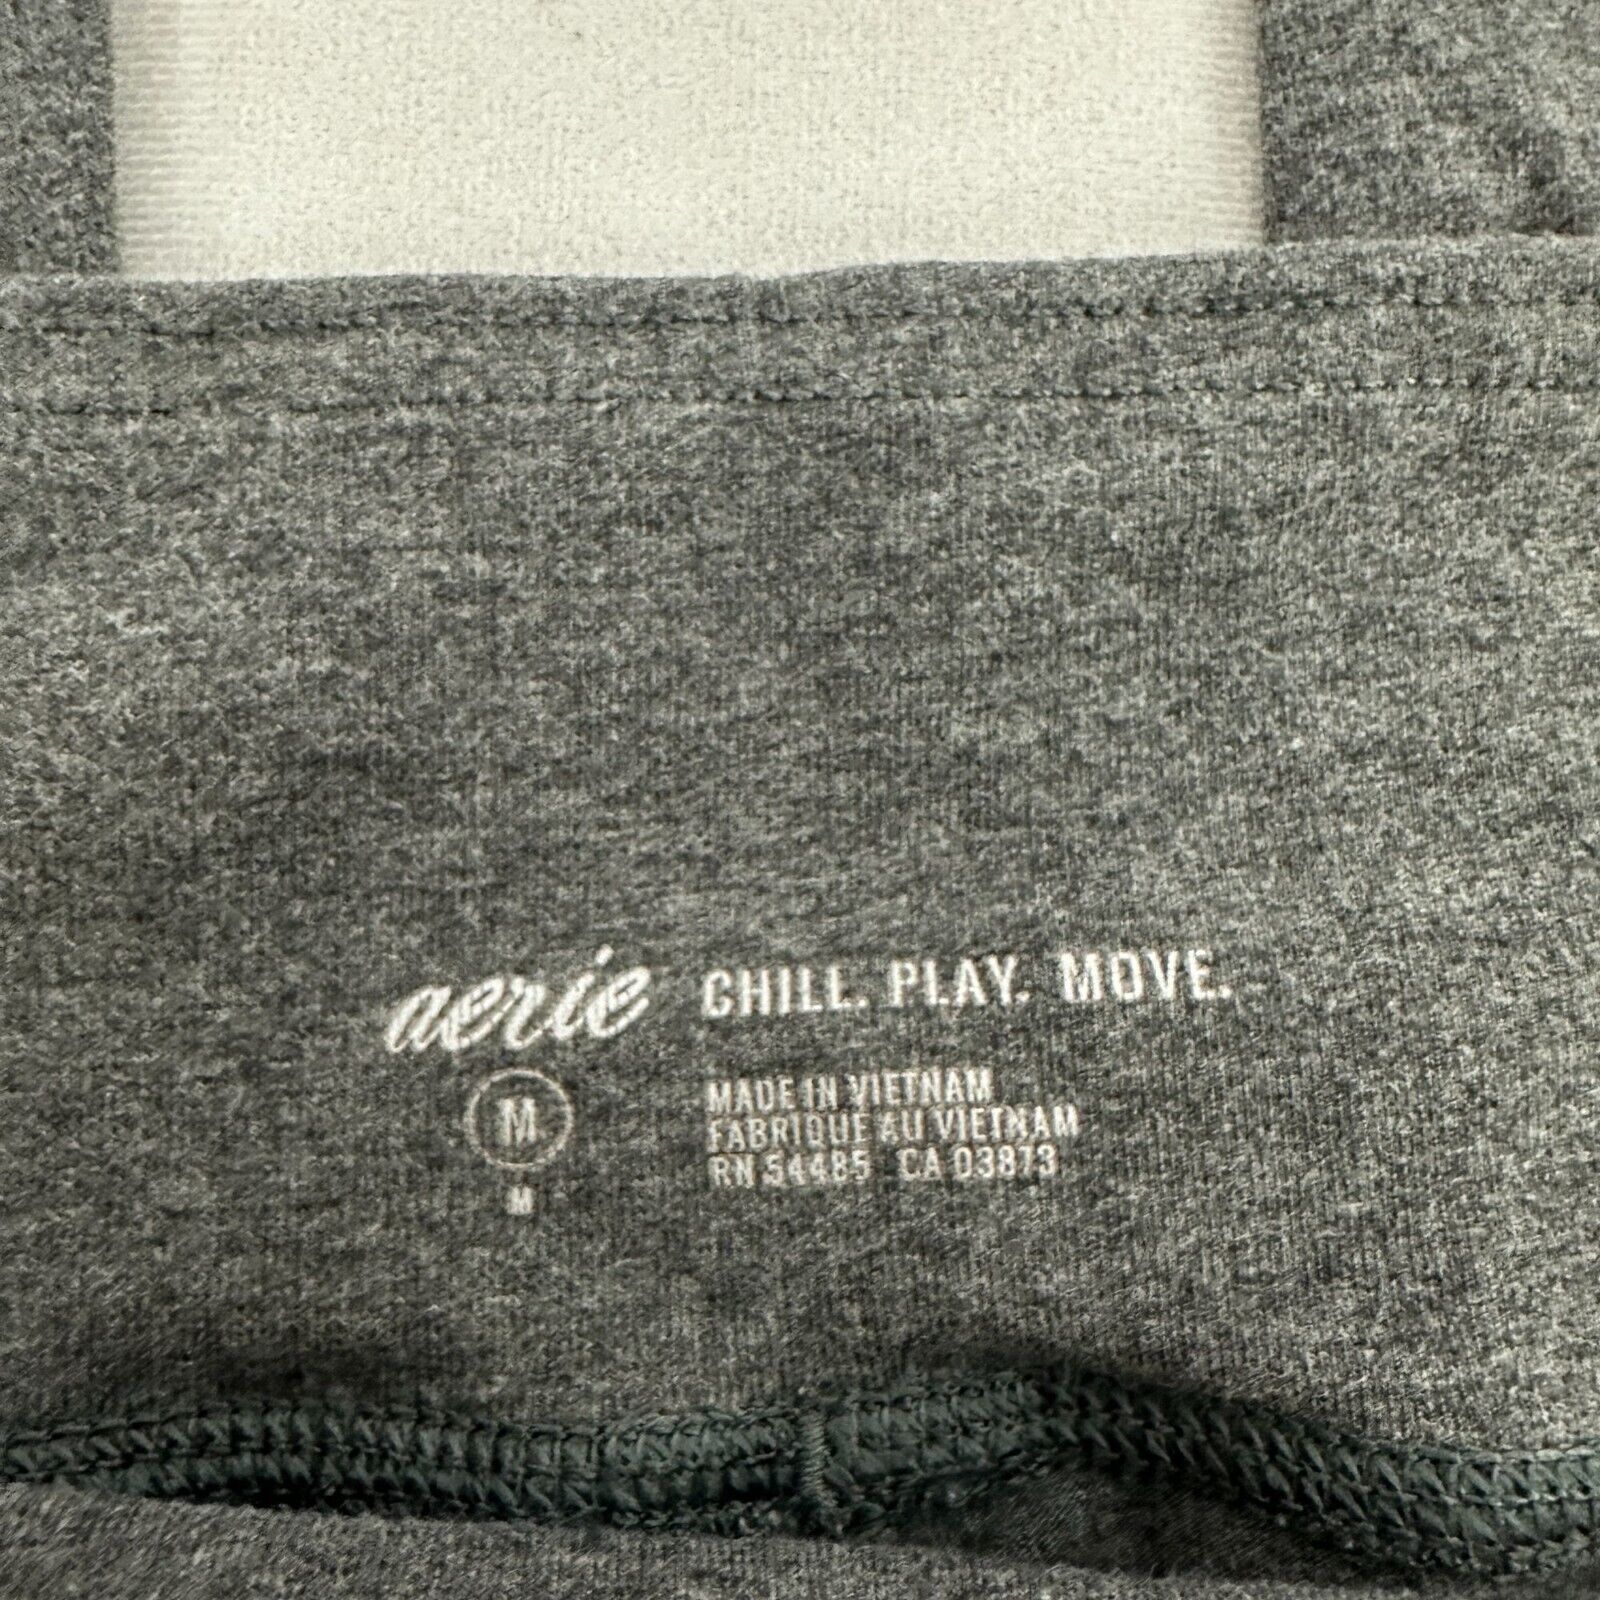 aerie CHILL. PLAY. MOVE.
M
M
MADE IN VIETNAM
FABRIQUE AU VIETNAM
RN 54485 CA 03873